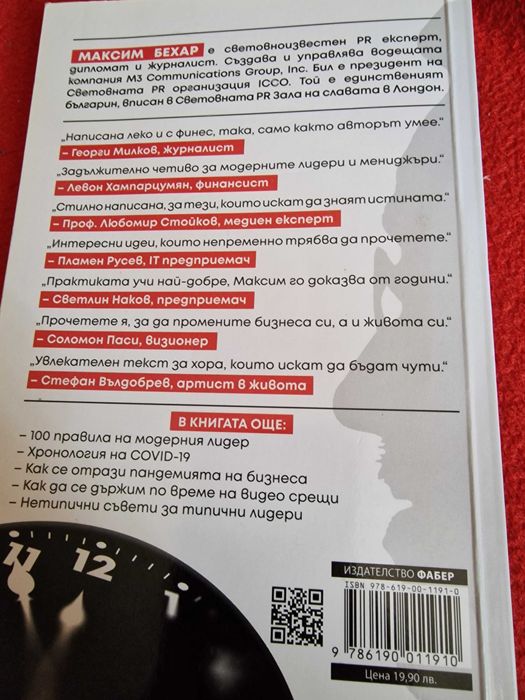 МАКСИМ БЕХАР е световноизвестен PR експерт,
дипломат и журналист. Създава и управлява водещата
компания M3 Communications Group, Inc. Бил е президент на
Световната PR организация ICCO. Той е единственият
българин, вписан в Световната PR Зала на славата в Лондон.
„Написана леко и с финес, така, само както авторът умее.“
– Георги Милков, журналист
„Задължително четиво за модерните лидери и мениджъри.“
– Левон Хампарцумян, финансист
„Стилно написана, за тези, които искат да знаят истината.“
– Проф. Любомир Стойков, медиен експерт
„Интересни идеи, които непременно трябва да прочетете.“
– Пламен Русев, IT предприемач
„Практиката учи най-добре, Максим го доказва от години.“
– Светлин Наков, предприемач
„Прочетете я, за да промените бизнеса си, а и живота си.“
– Соломон Паси, визионер
„Увлекателен текст за хора, които искат да бъдат чути.“
– Стефан Вълдобрев, артист в живота
В КНИГАТА ОЩЕ:
– 100 правила на модерния лидер
– Хронология на COVID-19
– Как се отрази пандемията на бизнеса
– Как да се държим по време на видео срещи
– Нетипични съвети за типични лидери
11 12 1
ИЗДАТЕЛСТВО ФАБЕР
ISBN 978-619-00-1191-0
9 786190 011910
Цена 19,90 лв.